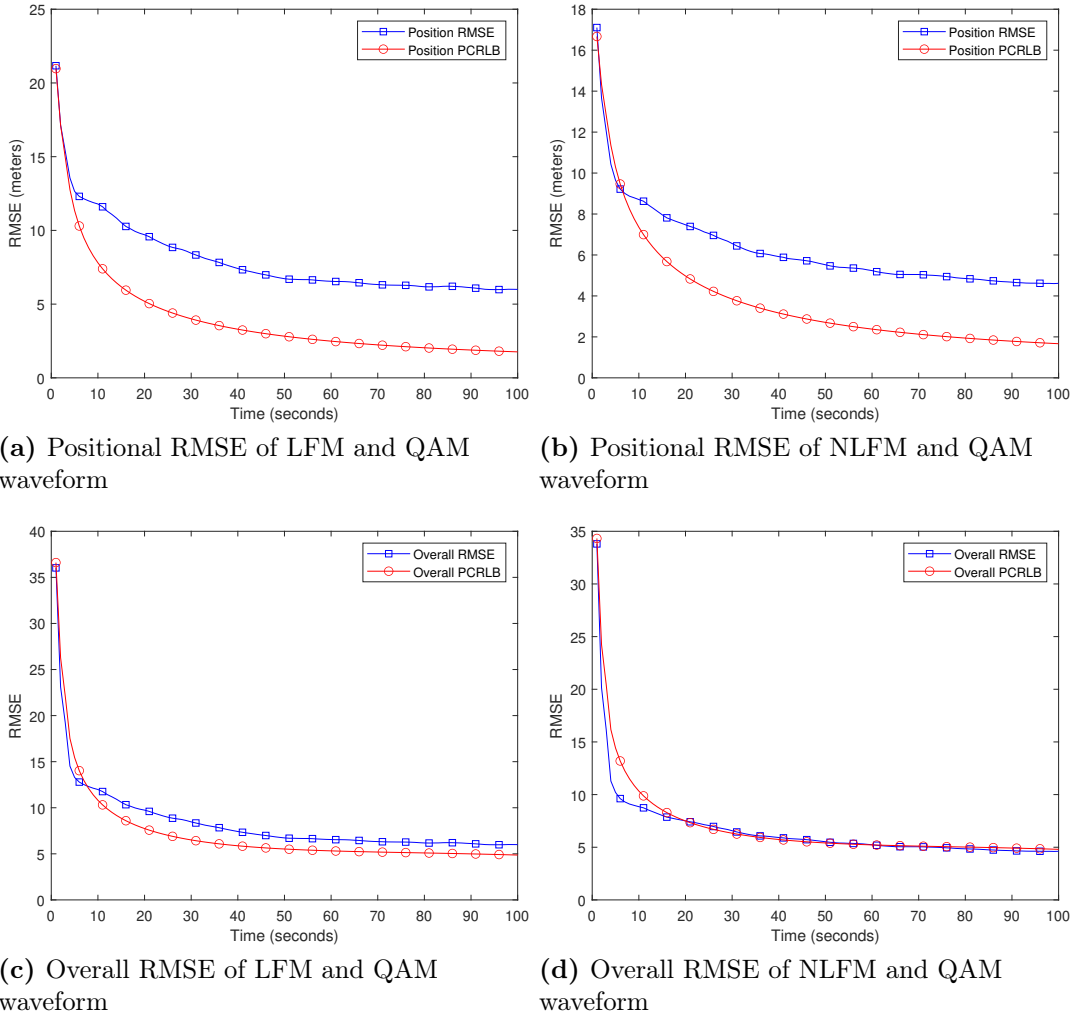 25
20
15
10
5
0
RMSE (meters)
0 10 20 30 40 50 60 70 80 90 100
Time (seconds)
Position RMSE
Position PCRLB
(a) Positional RMSE of LFM and QAM
waveform
18
16
14
12
10
8
6
4
2
0
RMSE (meters)
0 10 20 30 40 50 60 70 80 90 100
Time (seconds)
Position RMSE
Position PCRLB
(b) Positional RMSE of NLFM and QAM
waveform
40
35
30
25
20
15
10
5
0
RMSE
0 10 20 30 40 50 60 70 80 90 100
Time (seconds)
Overall RMSE
Overall PCRLB
(c) Overall RMSE of LFM and QAM
waveform
35
30
25
20
15
10
5
0
RMSE
0 10 20 30 40 50 60 70 80 90 100
Time (seconds)
Overall RMSE
Overall PCRLB
(d) Overall RMSE of NLFM and QAM
waveform